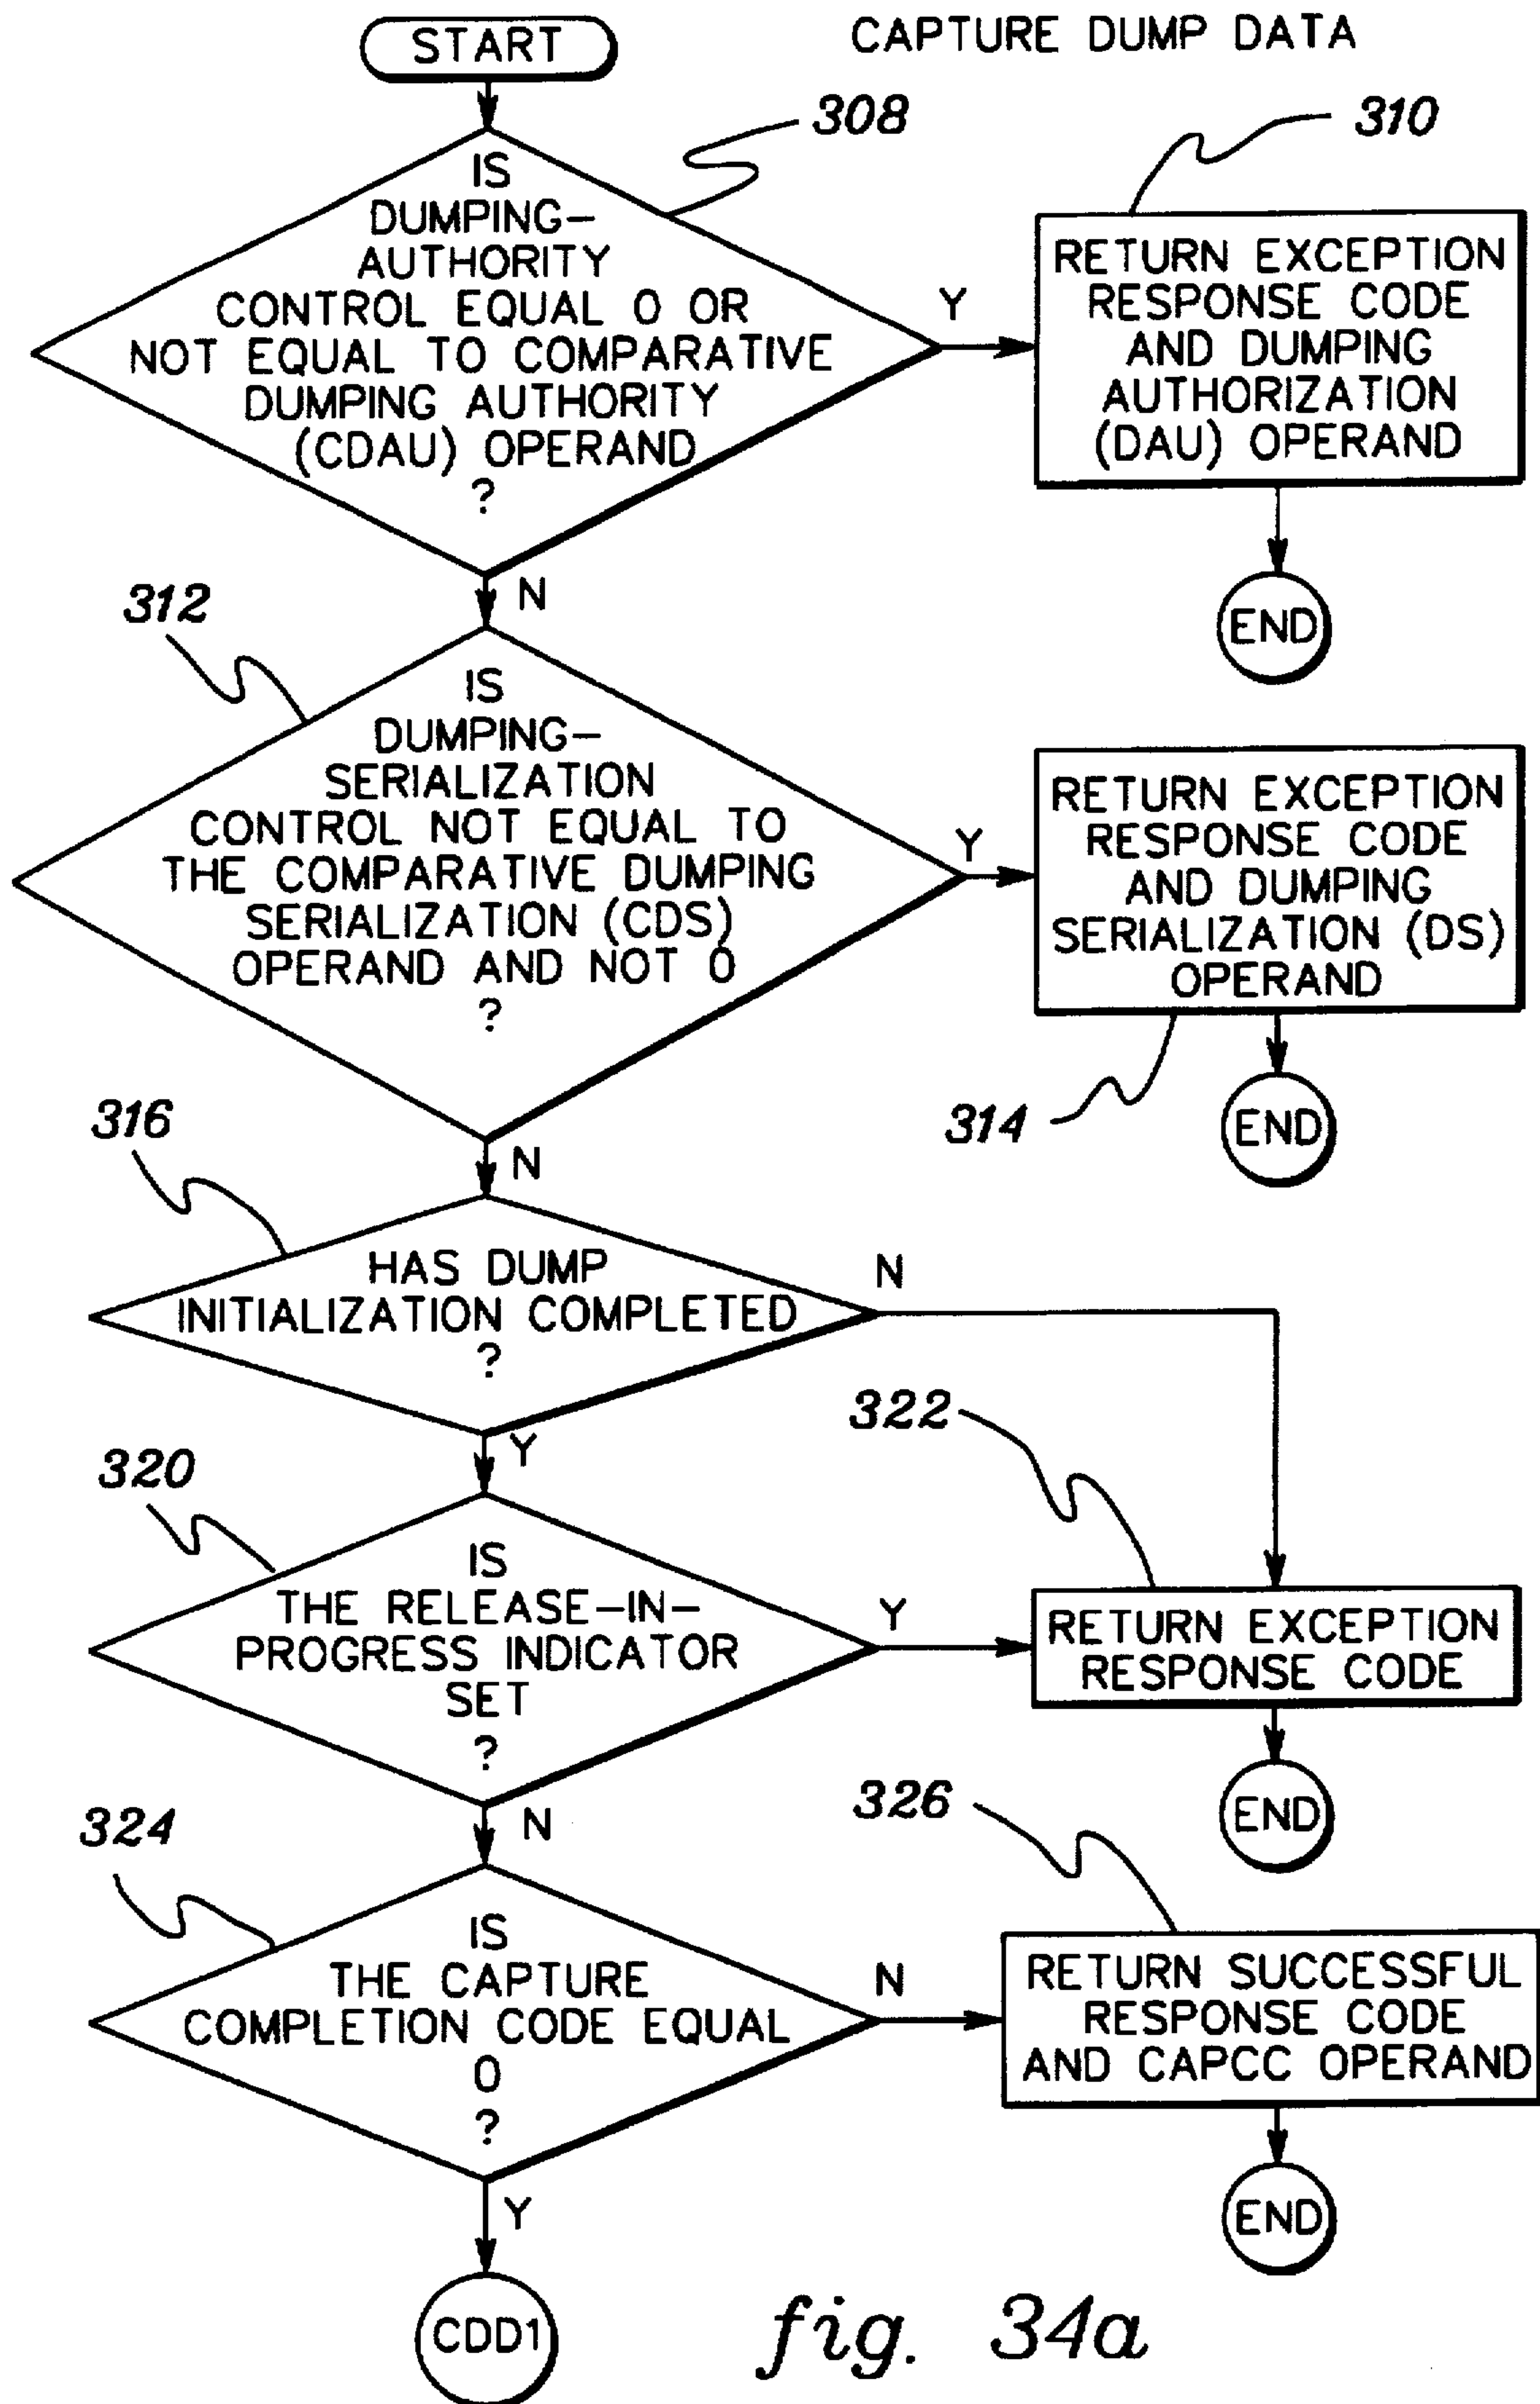 START
CAPTURE DUMP DATA
308
310
IS
DUMPING-
AUTHORITY
CONTROL EQUAL 0 OR
NOT EQUAL TO COMPARATIVE
DUMPING AUTHORITY
(CDAU) OPERAND
?
Y
RETURN EXCEPTION
RESPONSE CODE
AND DUMPING
AUTHORIZATION
(DAU) OPERAND
END
N
312
IS
DUMPING-
SERIALIZATION
CONTROL NOT EQUAL TO
THE COMPARATIVE DUMPING
SERIALIZATION (CDS)
OPERAND AND NOT 0
?
Y
RETURN EXCEPTION
RESPONSE CODE
AND DUMPING
SERIALIZATION (DS)
OPERAND
314
END
N
316
HAS DUMP
INITIALIZATION COMPLETED
?
N
Y
320
322
IS
THE RELEASE-IN-
PROGRESS INDICATOR
SET
?
Y
RETURN EXCEPTION
RESPONSE CODE
END
N
324
326
IS
THE CAPTURE
COMPLETION CODE EQUAL
0
?
N
RETURN SUCCESSFUL
RESPONSE CODE
AND CAPCC OPERAND
END
Y
CDD1
fig. 34a